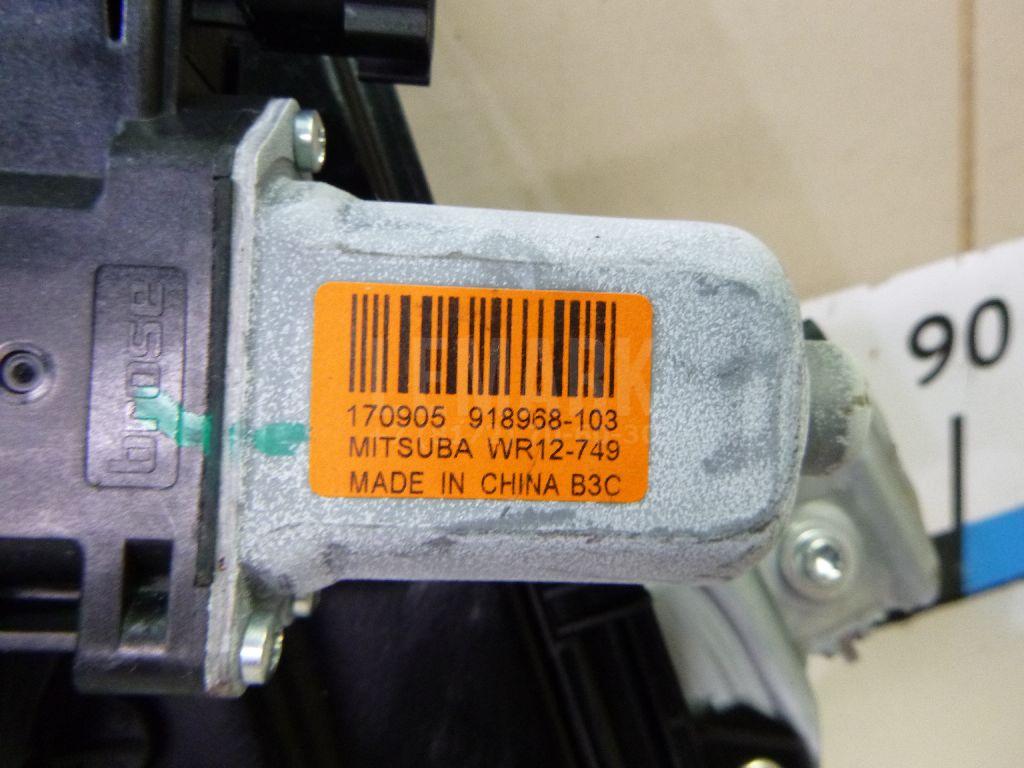 brose
170905 918968-103
MITSUBA WR12-749
MADE IN CHINA B3C
90